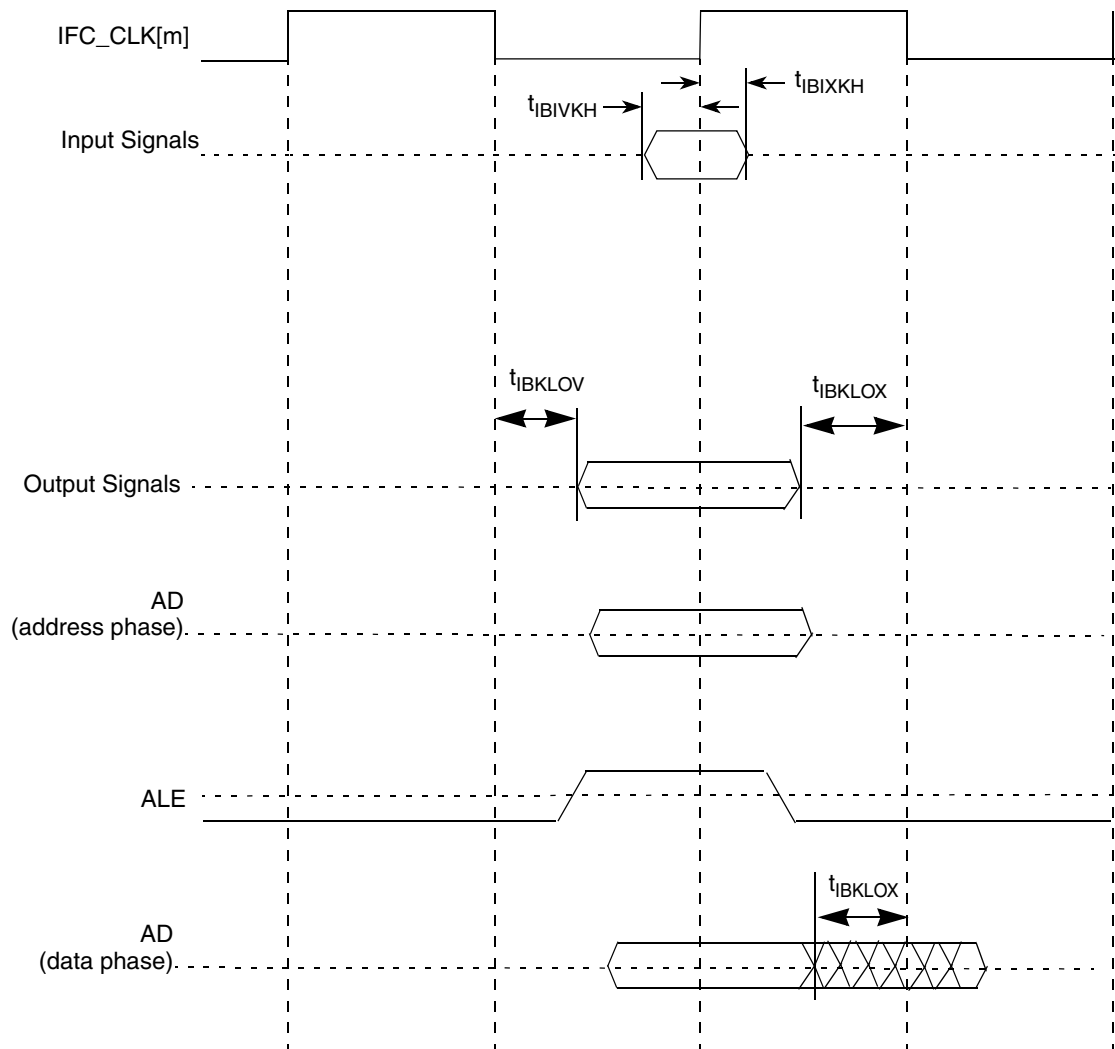 IFC_CLK[m]
tIBIXKH
tIBIVKH
Input Signals
tIBKLOV
tIBKLOX
Output Signals
AD
(address phase)
ALE
tIBKLOX
AD
(data phase)